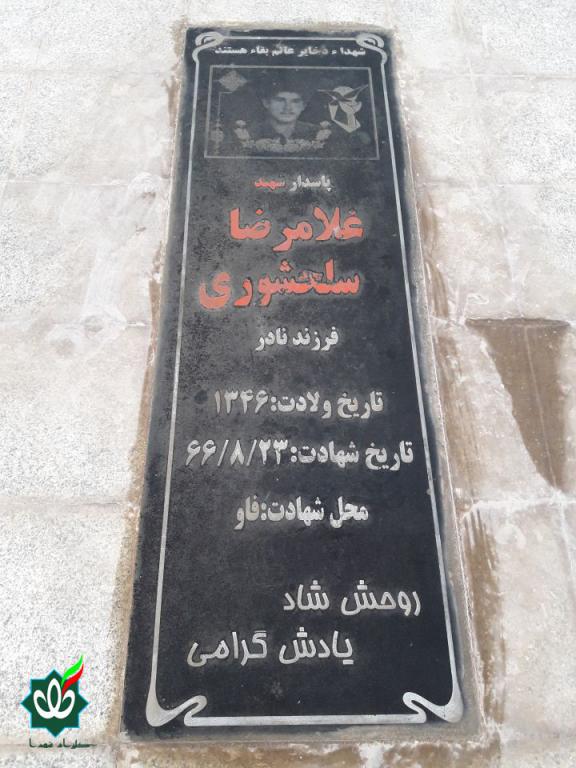 شهداء ذخایر عالم بقاء هستند
پاسدار شهید
غلامرضا
سلحشوری
فرزند نادر
تاریخ ولادت:۱۳۴۶
تاریخ شهادت:۶۶/۸/۲۳
محل شهادت:فاو
روحش شاد
یادش گرامی